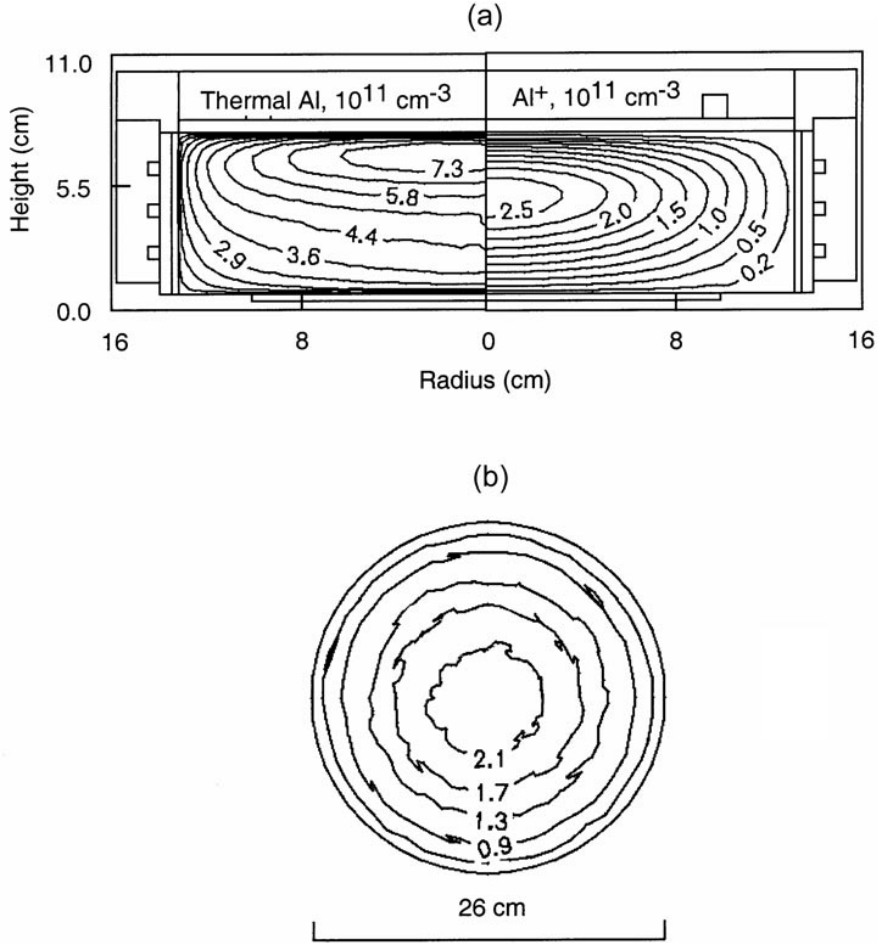 (a)
11.0
Thermal Al, 10¹¹ cm⁻³
Al⁺, 10¹¹ cm⁻³
7.3
5.8
4.4
3.6
2.9
2.5
2.0
1.5
1.0
0.5
0.2
5.5
0.0
Height (cm)
16 8 0 8 16
Radius (cm)
(b)
2.1
1.7
1.3
0.9
26 cm